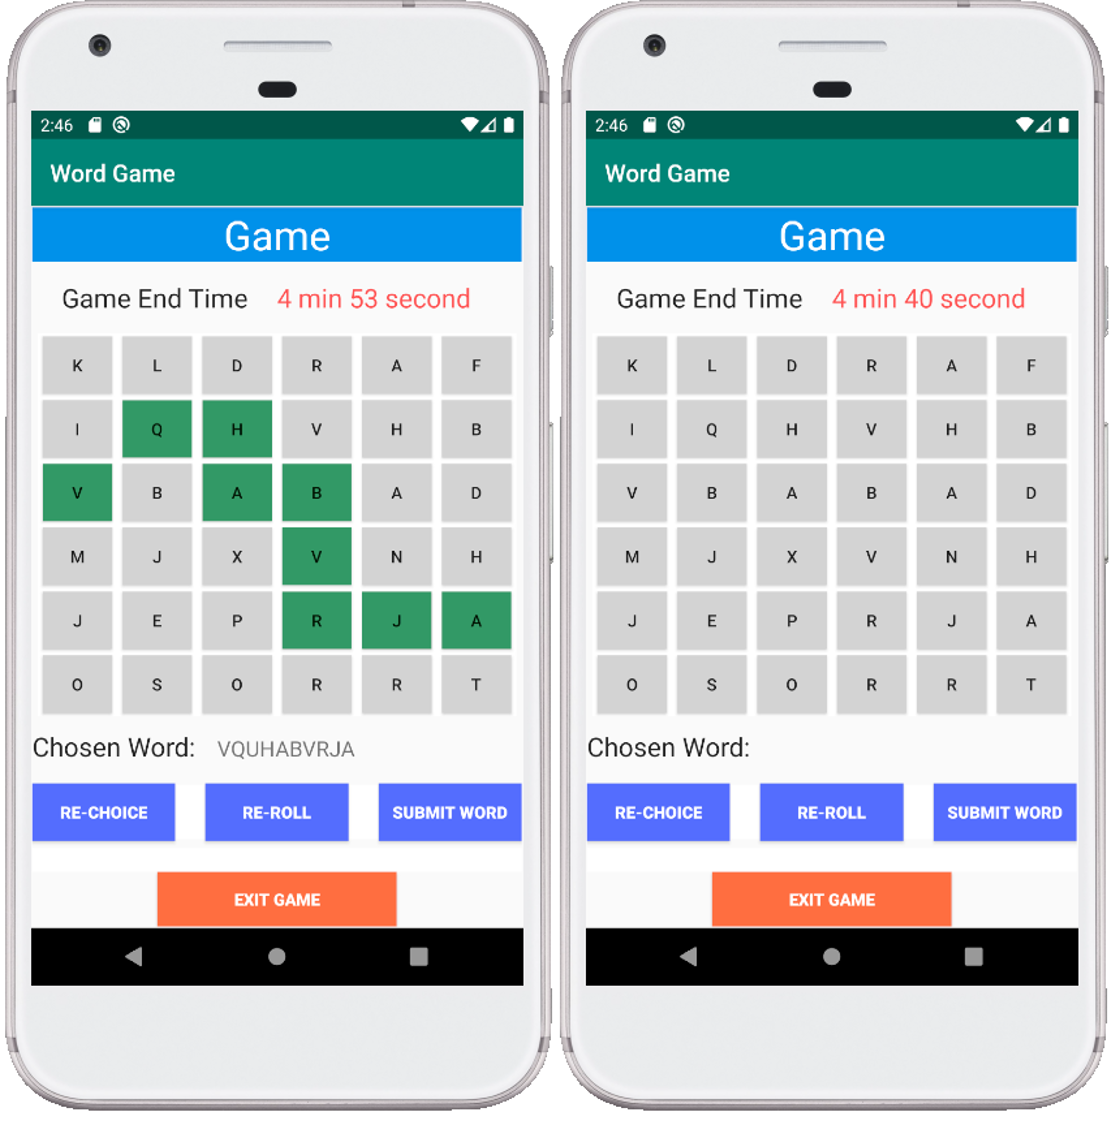 2:46
Word Game
Game
Game End Time 4 min 53 second
K L D R A F
I Q H V H B
V B A B A D
M J X V N H
J E P R J A
O S O R R T
Chosen Word: VQUHABVRJA
RE-CHOICE RE-ROLL SUBMIT WORD
EXIT GAME
2:46
Word Game
Game
Game End Time 4 min 40 second
K L D R A F
I Q H V H B
V B A B A D
M J X V N H
J E P R J A
O S O R R T
Chosen Word:
RE-CHOICE RE-ROLL SUBMIT WORD
EXIT GAME